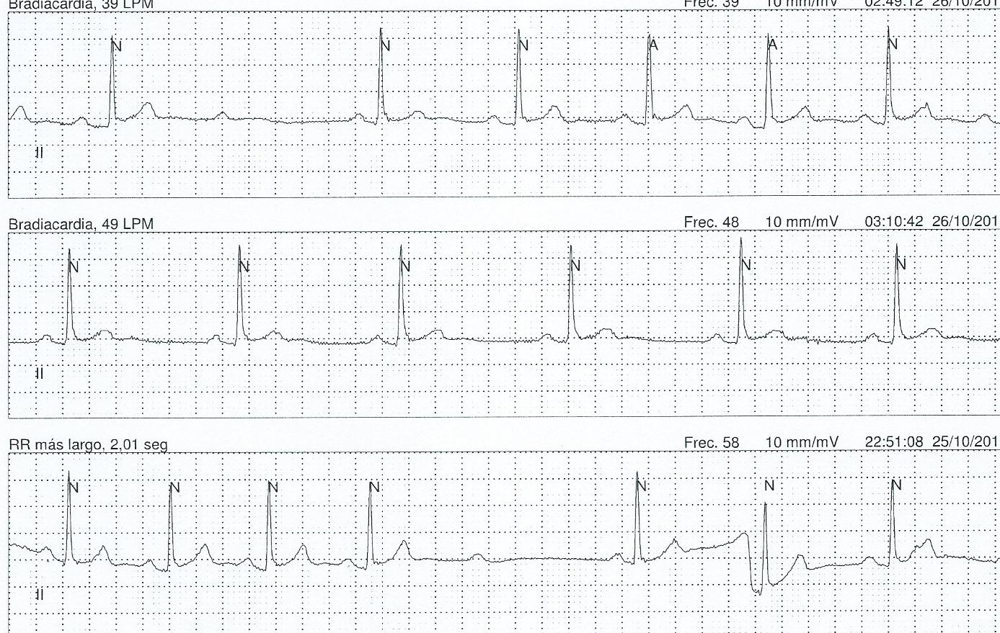 Bradiacardia, 39 LPM Frec. 39 10 mm/mV 02:49:12 26/10/201
N N N A A N
II
Bradiacardia, 49 LPM Frec. 48 10 mm/mV 03:10:42 26/10/201
N N N N N N
II
RR más largo, 2,01 seg Frec. 58 10 mm/mV 22:51:08 25/10/201
N N N N N N N
II